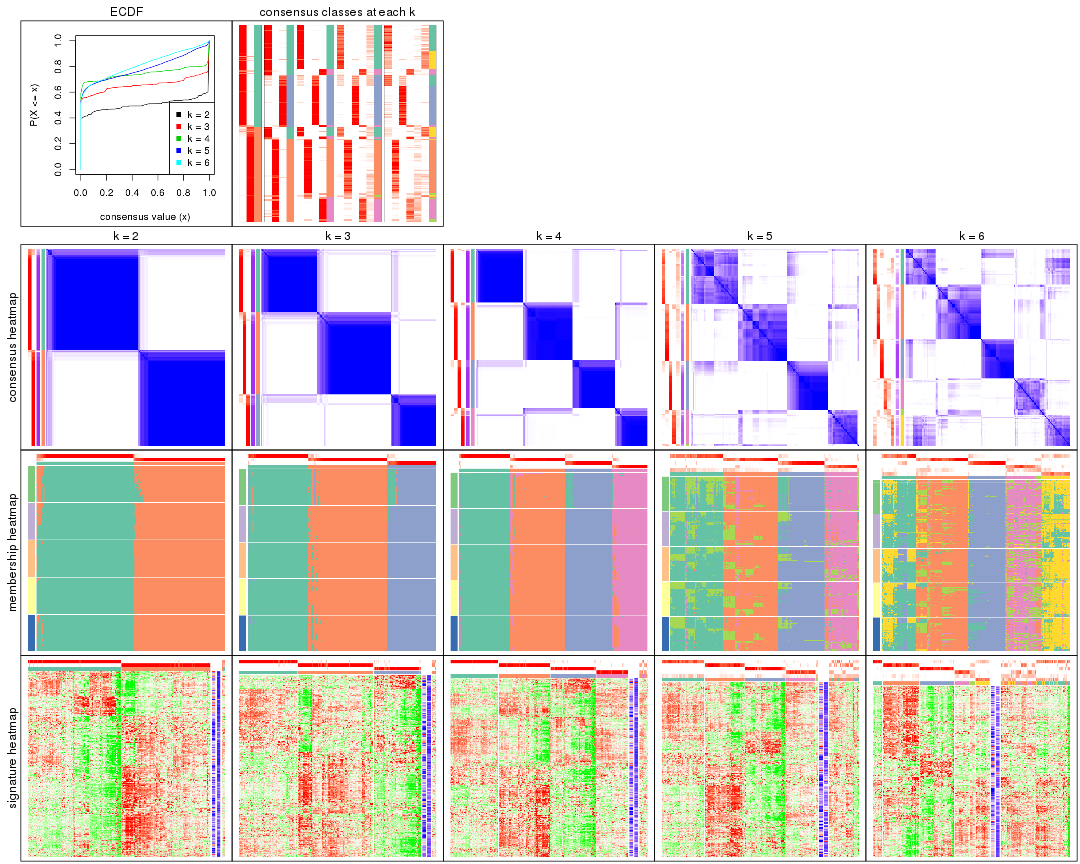 ECDF
consensus classes at each k
P(X <= x)
1.0
0.8
0.6
0.4
0.2
0.0
k = 2
k = 3
k = 4
k = 5
k = 6
0.0 0.2 0.4 0.6 0.8 1.0
consensus value (x)
k = 2
k = 3
k = 4
k = 5
k = 6
consensus heatmap
membership heatmap
signature heatmap